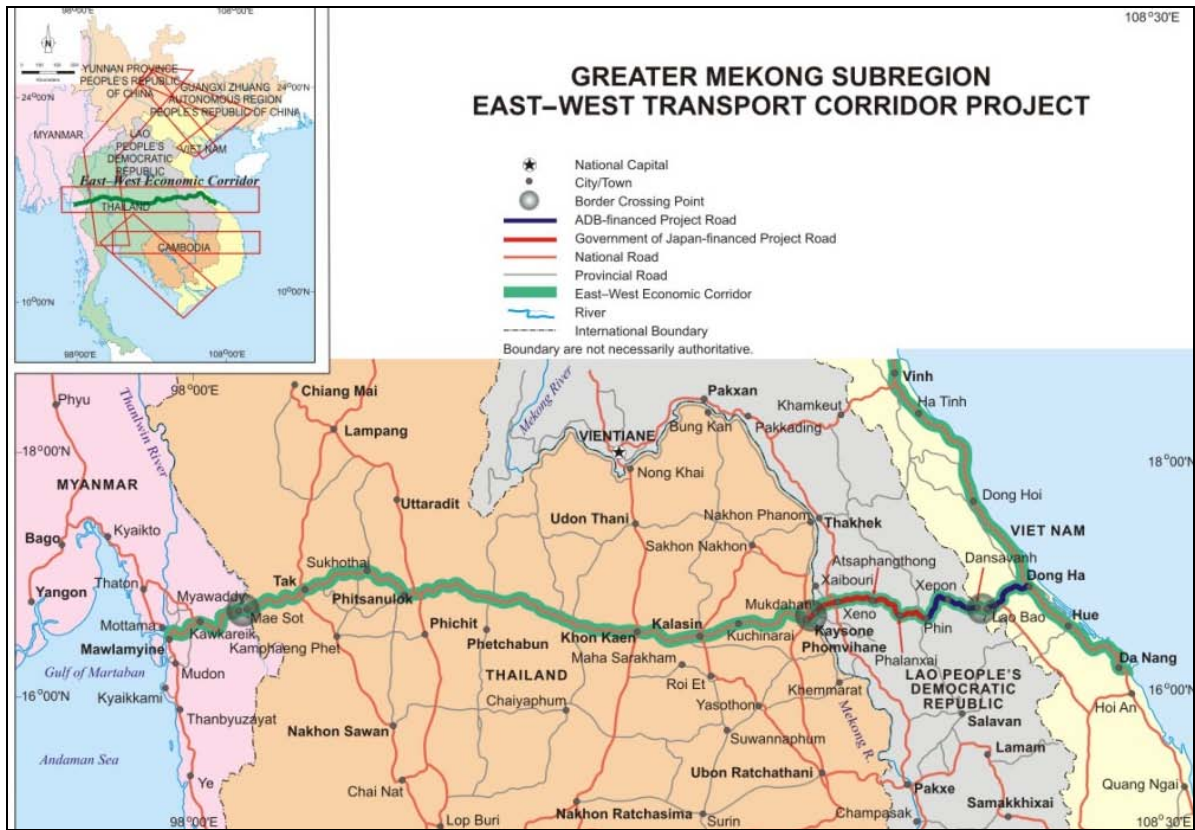 98°00'E
108°00'E
108°30'E
N
Kilometers
YUNNAN PROVINCE
PEOPLE'S REPUBLIC
OF CHINA
GUANGXI ZHUANG
AUTONOMOUS REGION
PEOPLE'S REPUBLIC OF CHINA
24°00'N
24°00'N
MYANMAR
LAO
PEOPLE'S
DEMOCRATIC
REPUBLIC
VIET NAM
East–West Economic Corridor
THAILAND
CAMBODIA
10°00'N
10°00'N
98°00'E
108°00'E
GREATER MEKONG SUBREGION
EAST–WEST TRANSPORT CORRIDOR PROJECT
National Capital
City/Town
Border Crossing Point
ADB-financed Project Road
Government of Japan-financed Project Road
National Road
Provincial Road
East–West Economic Corridor
River
International Boundary
Boundary are not necessarily authoritative.
98°00'E
Phyu
Thanlwin River
Chiang Mai
Lampang
Mekong River
Pakxan
VIENTIANE
Bung Kan
Khamkeut
Pakkading
Vinh
Ha Tinh
18°00'N
18°00'N
Nong Khai
MYANMAR
Uttaradit
Dong Hoi
Kyaikto
Bago
Udon Thani
Nakhon Phanom
Thakhek
VIET NAM
Sakhon Nakhon
Atsaphangthong
Dansavanh
Sukhothai
Thaton
Tak
Xaibouri
Xepon
Dong Ha
Yangon
Myawaddy
Phitsanulok
Mukdahan
Mae Sot
Xeno
Lao Bao
Mottama
Kawkareik
Phichit
Kalasin
Phin
Hue
Mawlamyine
Kamphaeng Phet
Phetchabun
Khon Kaen
Kuchinarai
Kaysone
Phomvihane
Maha Sarakham
Phalanxai
Da Nang
Gulf of Martaban
Mudon
THAILAND
Roi Et
Khemmarat
LAO PEOPLE'S
DEMOCRATIC
REPUBLIC
16°00'N
16°00'N
Kyaikkami
Chaiyaphum
Yasothon
Mekong R.
Hoi An
Thanbyuzayat
Salavan
Nakhon Sawan
Suwannaphum
Lamam
Andaman Sea
Ye
Ubon Ratchathani
Chai Nat
Pakxe
Quang Ngai
Samakkhixai
Nakhon Ratchasima
Champasak
Lop Buri
Surin
98°00'E
108°30'E